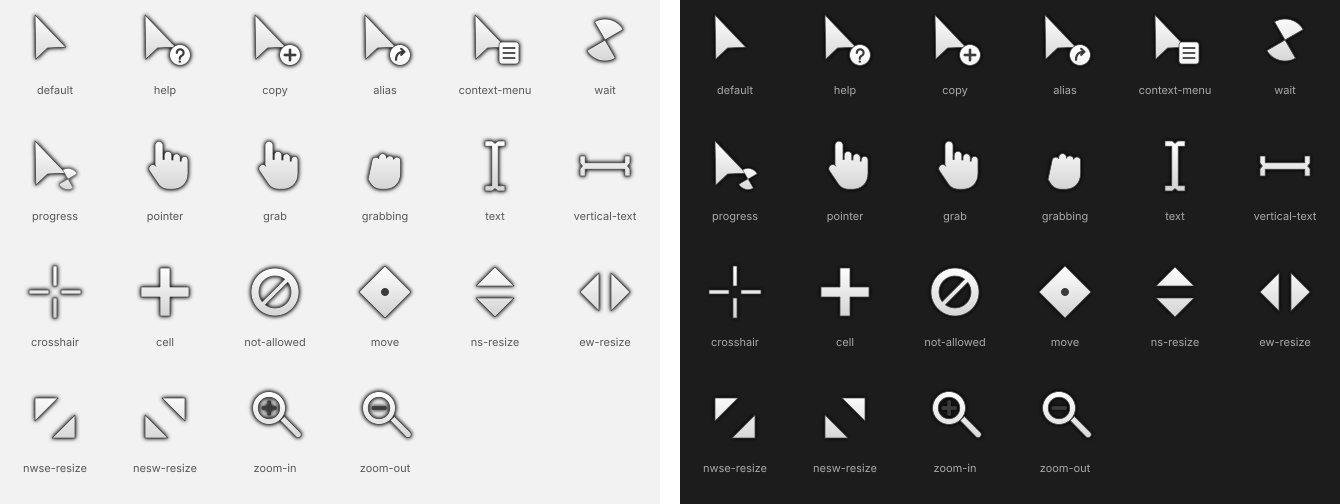 default help copy alias context-menu wait default help copy alias context-menu wait
progress pointer grab grabbing text vertical-text progress pointer grab grabbing text vertical-text
crosshair cell not-allowed move ns-resize ew-resize crosshair cell not-allowed move ns-resize ew-resize
nwse-resize nesw-resize zoom-in zoom-out nwse-resize nesw-resize zoom-in zoom-out